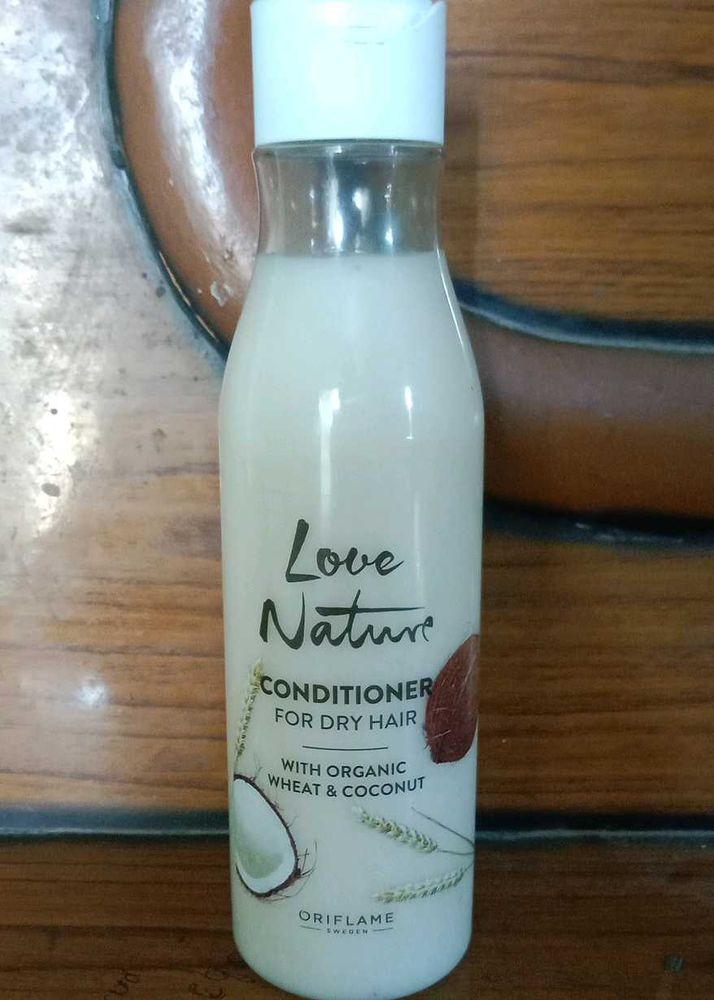 Love
Nature
CONDITIONER
FOR DRY HAIR
WITH ORGANIC
WHEAT & COCONUT
ORIFLAME
SWEDEN